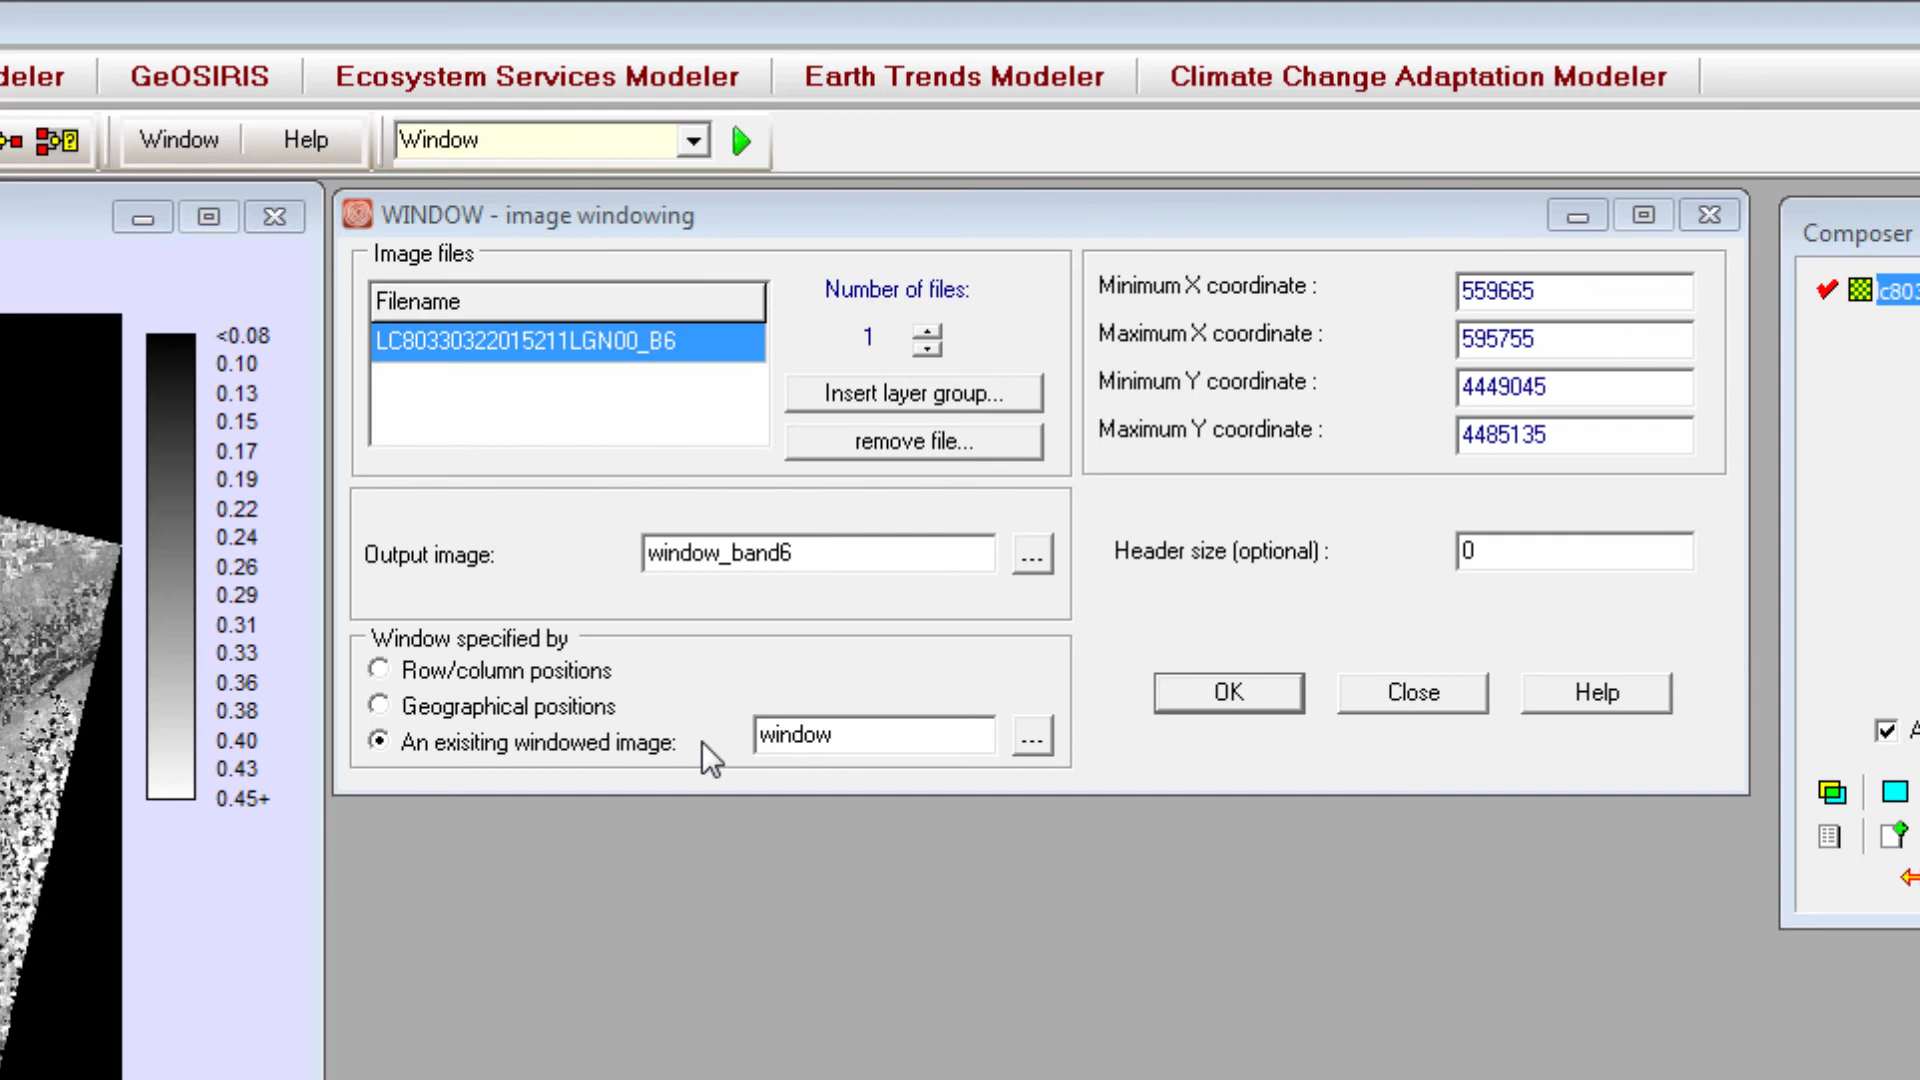 deler GeOSIRIS Ecosystem Services Modeler Earth Trends Modeler Climate Change Adaptation Modeler
Window Help Window
WINDOW - image windowing
Image files
Filename
LC80330322015211LGN00_B6
Number of files:
1
Insert layer group...
remove file...
Minimum X coordinate : 559665
Maximum X coordinate : 595755
Minimum Y coordinate : 4449045
Maximum Y coordinate : 4485135
Output image: window_band6 ...
Header size (optional) : 0
Window specified by
Row/column positions
Geographical positions
An exisiting windowed image: window ...
OK Close Help
<0.08
0.10
0.13
0.15
0.17
0.19
0.22
0.24
0.26
0.29
0.31
0.33
0.36
0.38
0.40
0.43
0.45+
Composer
lc803
A